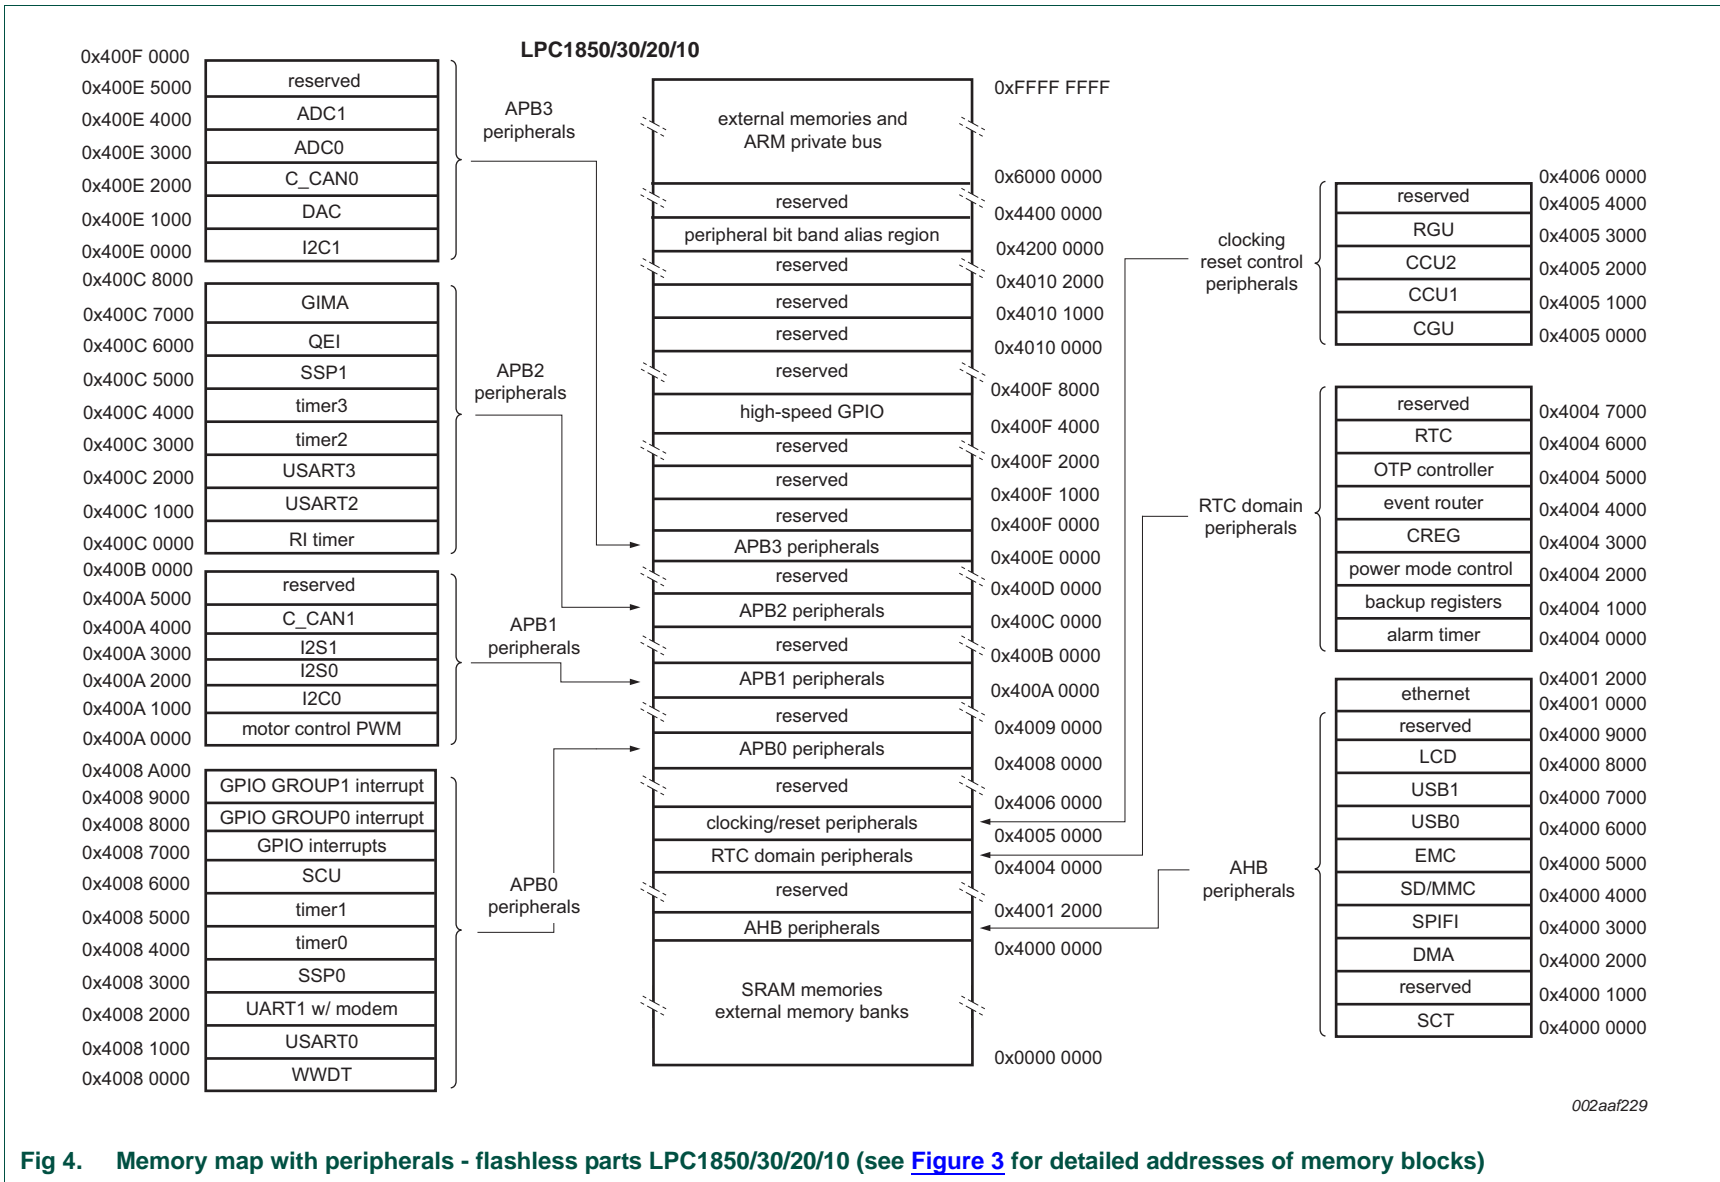 LPC1850/30/20/10
0x400F 0000
reserved
0x400E 5000
ADC1
0x400E 4000
ADC0
0x400E 3000
C_CAN0
0x400E 2000
DAC
0x400E 1000
I2C1
0x400E 0000
APB3
peripherals
0x400C 8000
GIMA
0x400C 7000
QEI
0x400C 6000
SSP1
0x400C 5000
timer3
0x400C 4000
timer2
0x400C 3000
USART3
0x400C 2000
USART2
0x400C 1000
RI timer
0x400C 0000
APB2
peripherals
0x400B 0000
reserved
0x400A 5000
C_CAN1
0x400A 4000
I2S1
0x400A 3000
I2S0
0x400A 2000
I2C0
0x400A 1000
motor control PWM
0x400A 0000
APB1
peripherals
0x4008 A000
GPIO GROUP1 interrupt
0x4008 9000
GPIO GROUP0 interrupt
0x4008 8000
GPIO interrupts
0x4008 7000
SCU
0x4008 6000
timer1
0x4008 5000
timer0
0x4008 4000
SSP0
0x4008 3000
UART1 w/ modem
0x4008 2000
USART0
0x4008 1000
WWDT
0x4008 0000
APB0
peripherals
0xFFFF FFFF
external memories and
ARM private bus
0x6000 0000
reserved
0x4400 0000
peripheral bit band alias region
0x4200 0000
reserved
0x4010 2000
reserved
0x4010 1000
reserved
0x4010 0000
reserved
0x400F 8000
high-speed GPIO
0x400F 4000
reserved
0x400F 2000
reserved
0x400F 1000
reserved
0x400F 0000
APB3 peripherals
0x400E 0000
reserved
0x400D 0000
APB2 peripherals
0x400C 0000
reserved
0x400B 0000
APB1 peripherals
0x400A 0000
reserved
0x4009 0000
APB0 peripherals
0x4008 0000
reserved
0x4006 0000
clocking/reset peripherals
0x4005 0000
RTC domain peripherals
0x4004 0000
reserved
0x4001 2000
AHB peripherals
0x4000 0000
SRAM memories
external memory banks
0x0000 0000
clocking
reset control
peripherals
0x4006 0000
reserved
0x4005 4000
RGU
0x4005 3000
CCU2
0x4005 2000
CCU1
0x4005 1000
CGU
0x4005 0000
RTC domain
peripherals
reserved
0x4004 7000
RTC
0x4004 6000
OTP controller
0x4004 5000
event router
0x4004 4000
CREG
0x4004 3000
power mode control
0x4004 2000
backup registers
0x4004 1000
alarm timer
0x4004 0000
AHB
peripherals
0x4001 2000
ethernet
0x4001 0000
reserved
0x4000 9000
LCD
0x4000 8000
USB1
0x4000 7000
USB0
0x4000 6000
EMC
0x4000 5000
SD/MMC
0x4000 4000
SPIFI
0x4000 3000
DMA
0x4000 2000
reserved
0x4000 1000
SCT
0x4000 0000
002aaf229
Fig 4. Memory map with peripherals - flashless parts LPC1850/30/20/10 (see Figure 3 for detailed addresses of memory blocks)